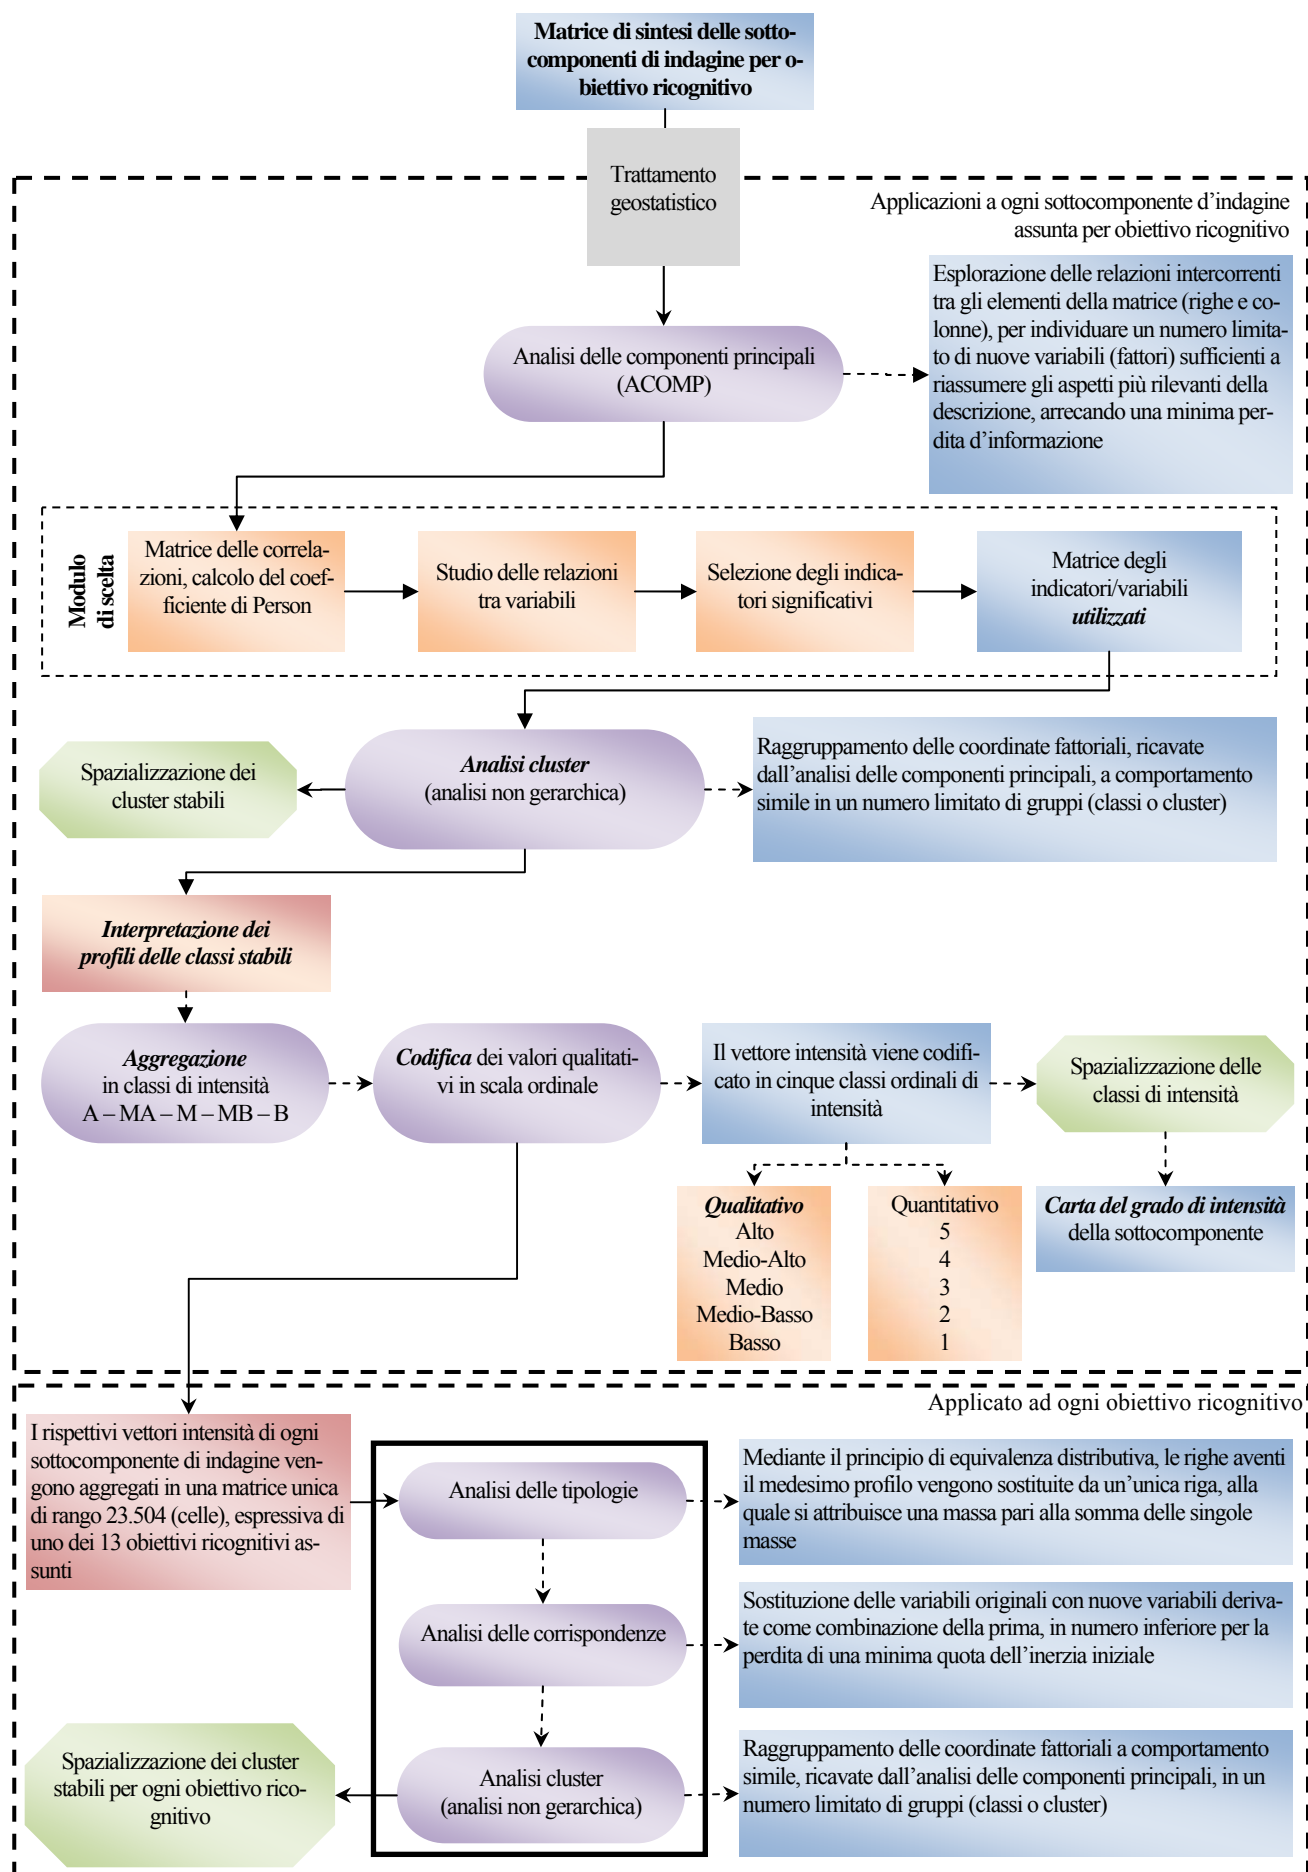 Matrice di sintesi delle sotto-
componenti di indagine per o-
biettivo ricognitivo
Trattamento
geostatistico
Applicazioni a ogni sottocomponente d’indagine
assunta per obiettivo ricognitivo
Esplorazione delle relazioni intercorrenti
tra gli elementi della matrice (righe e co-
lonne), per individuare un numero limita-
to di nuove variabili (fattori) sufficienti a
riassumere gli aspetti più rilevanti della
descrizione, arrecando una minima per-
dita d’informazione
Analisi delle componenti principali
(ACOMP)
Modulo
di scelta
Matrice delle correla-
zioni, calcolo del coef-
ficiente di Person
Studio delle relazioni
tra variabili
Selezione degli indica-
tori significativi
Matrice degli
indicatori/variabili
utilizzati
Spazializzazione dei
cluster stabili
Analisi cluster
(analisi non gerarchica)
Raggruppamento delle coordinate fattoriali, ricavate
dall’analisi delle componenti principali, a comportamento
simile in un numero limitato di gruppi (classi o cluster)
Interpretazione dei
profili delle classi stabili
Aggregazione
in classi di intensità
A – MA – M – MB – B
Codifica dei valori qualitati-
vi in scala ordinale
Il vettore intensità viene codifi-
cato in cinque classi ordinali di
intensità
Spazializzazione delle
classi di intensità
Qualitativo
Alto
Medio-Alto
Medio
Medio-Basso
Basso
Quantitativo
5
4
3
2
1
Carta del grado di intensità
della sottocomponente
Applicato ad ogni obiettivo ricognitivo
I rispettivi vettori intensità di ogni
sottocomponente di indagine ven-
gono aggregati in una matrice unica
di rango 23.504 (celle), espressiva di
uno dei 13 obiettivi ricognitivi as-
sunti
Analisi delle tipologie
Mediante il principio di equivalenza distributiva, le righe aventi
il medesimo profilo vengono sostituite da un’unica riga, alla
quale si attribuisce una massa pari alla somma delle singole
masse
Analisi delle corrispondenze
Sostituzione delle variabili originali con nuove variabili deriva-
te come combinazione della prima, in numero inferiore per la
perdita di una minima quota dell’inerzia iniziale
Spazializzazione dei cluster
stabili per ogni obiettivo rico-
gnitivo
Analisi cluster
(analisi non gerarchica)
Raggruppamento delle coordinate fattoriali a comportamento
simile, ricavate dall’analisi delle componenti principali, in un
numero limitato di gruppi (classi o cluster)